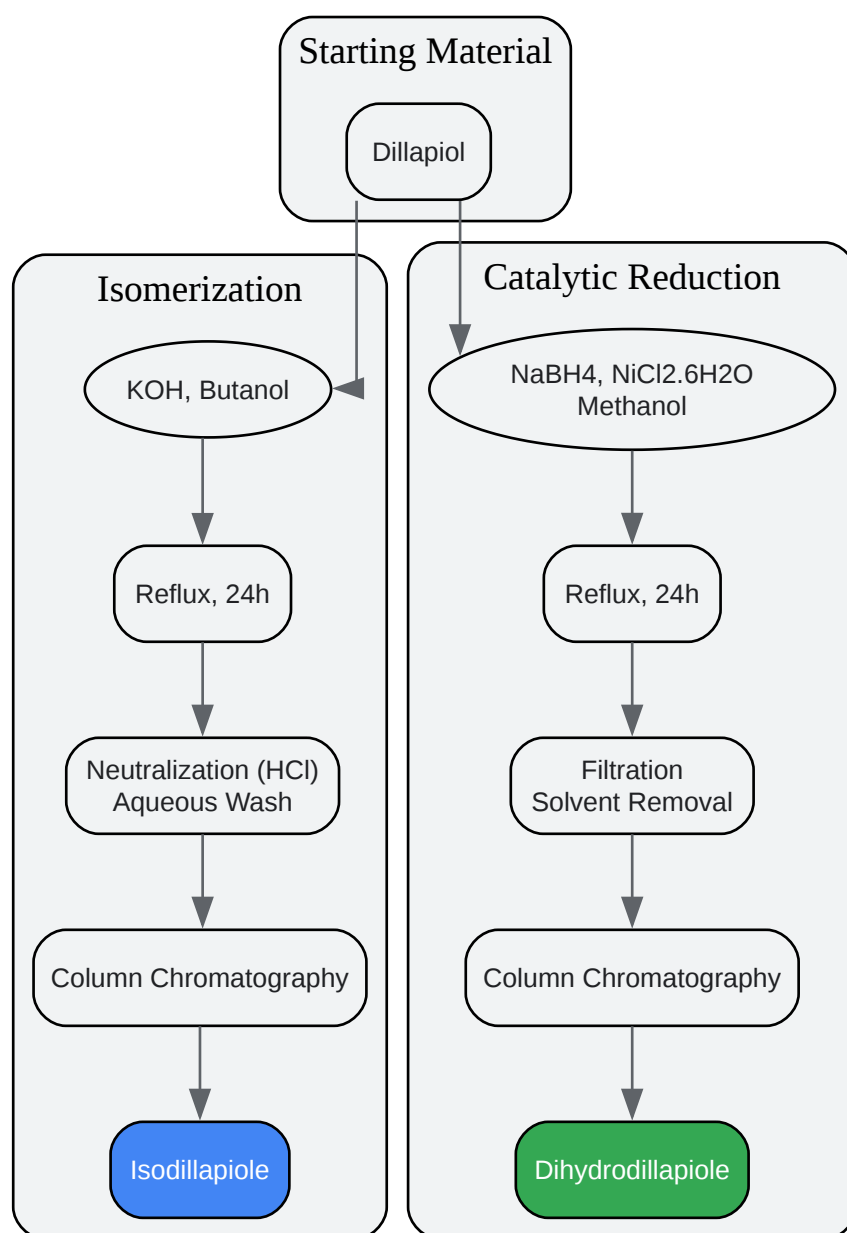 Starting Material
Dillapiol
Isomerization
KOH, Butanol
Reflux, 24h
Neutralization (HCl)
Aqueous Wash
Column Chromatography
Isodillapiole
Catalytic Reduction
NaBH4, NiCl2.6H2O
Methanol
Reflux, 24h
Filtration
Solvent Removal
Column Chromatography
Dihydrodillapiole